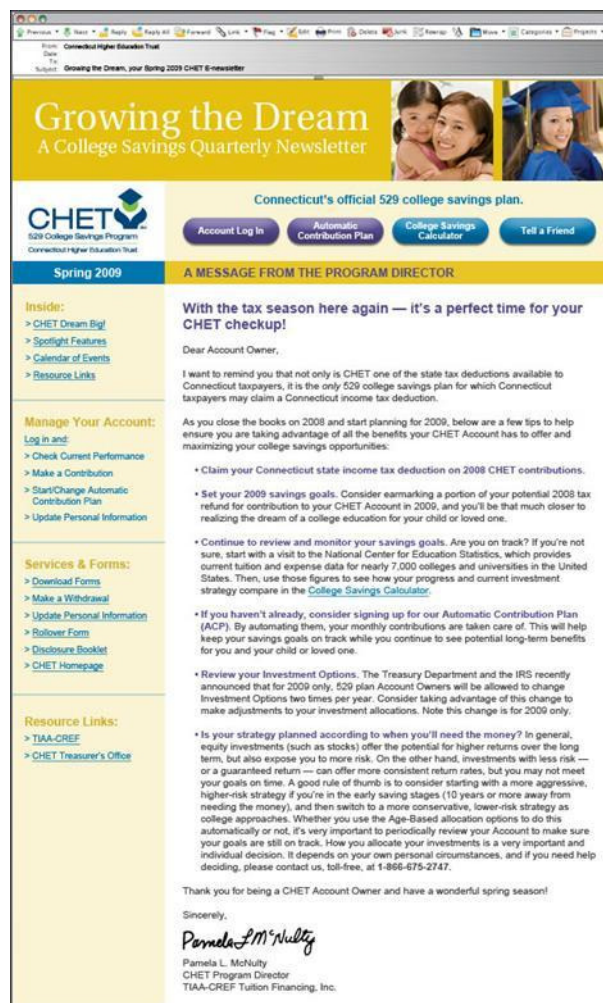 Previous Next Reply Reply All Forward Link Flag Edit Print Delete Junk Rewrap Move Categories Projects
From: Connecticut Higher Education Trust
Date:
To:
Subject: Growing the Dream, your Spring 2009 CHET E-newsletter
Growing the Dream
A College Savings Quarterly Newsletter
CHET
529 College Savings Program
Connecticut Higher Education Trust
Connecticut's official 529 college savings plan.
Account Log In
Automatic
Contribution Plan
College Savings
Calculator
Tell a Friend
Spring 2009
A MESSAGE FROM THE PROGRAM DIRECTOR
Inside:
> CHET Dream Big!
> Spotlight Features
> Calendar of Events
> Resource Links
Manage Your Account:
Log in and:
> Check Current Performance
> Make a Contribution
> Start/Change Automatic
Contribution Plan
> Update Personal Information
Services & Forms:
> Download Forms
> Make a Withdrawal
> Update Personal Information
> Rollover Form
> Disclosure Booklet
> CHET Homepage
Resource Links:
> TIAA-CREF
> CHET Treasurer's Office
With the tax season here again — it's a perfect time for your
CHET checkup!
Dear Account Owner,
I want to remind you that not only is CHET one of the state tax deductions available to
Connecticut taxpayers, it is the only 529 college savings plan for which Connecticut
taxpayers may claim a Connecticut income tax deduction.
As you close the books on 2008 and start planning for 2009, below are a few tips to help
ensure you are taking advantage of all the benefits your CHET Account has to offer and
maximizing your college savings opportunities:
• Claim your Connecticut state income tax deduction on 2008 CHET contributions.
• Set your 2009 savings goals. Consider earmarking a portion of your potential 2008 tax
refund for contribution to your CHET Account in 2009, and you'll be that much closer to
realizing the dream of a college education for your child or loved one.
• Continue to review and monitor your savings goals. Are you on track? If you're not
sure, start with a visit to the National Center for Education Statistics, which provides
current tuition and expense data for nearly 7,000 colleges and universities in the United
States. Then, use those figures to see how your progress and current investment
strategy compare in the College Savings Calculator.
• If you haven't already, consider signing up for our Automatic Contribution Plan
(ACP). By automating them, your monthly contributions are taken care of. This will help
keep your savings goals on track while you continue to see potential long-term benefits
for you and your child or loved one.
• Review your Investment Options. The Treasury Department and the IRS recently
announced that for 2009 only, 529 plan Account Owners will be allowed to change
Investment Options two times per year. Consider taking advantage of this change to
make adjustments to your investment allocations. Note this change is for 2009 only.
• Is your strategy planned according to when you'll need the money? In general,
equity investments (such as stocks) offer the potential for higher returns over the long
term, but also expose you to more risk. On the other hand, investments with less risk —
or a guaranteed return — can offer more consistent return rates, but you may not meet
your goals on time. A good rule of thumb is to consider starting with a more aggressive,
higher-risk strategy if you're in the early saving stages (10 years or more away from
needing the money), and then switch to a more conservative, lower-risk strategy as
college approaches. Whether you use the Age-Based allocation options to do this
automatically or not, it's very important to periodically review your Account to make sure
your goals are still on track. How you allocate your investments is a very important and
individual decision. It depends on your own personal circumstances, and if you need help
deciding, please contact us, toll-free, at 1-866-675-2747.
Thank you for being a CHET Account Owner and have a wonderful spring season!
Sincerely,
Pamela L McNulty
Pamela L. McNulty
CHET Program Director
TIAA-CREF Tuition Financing, Inc.